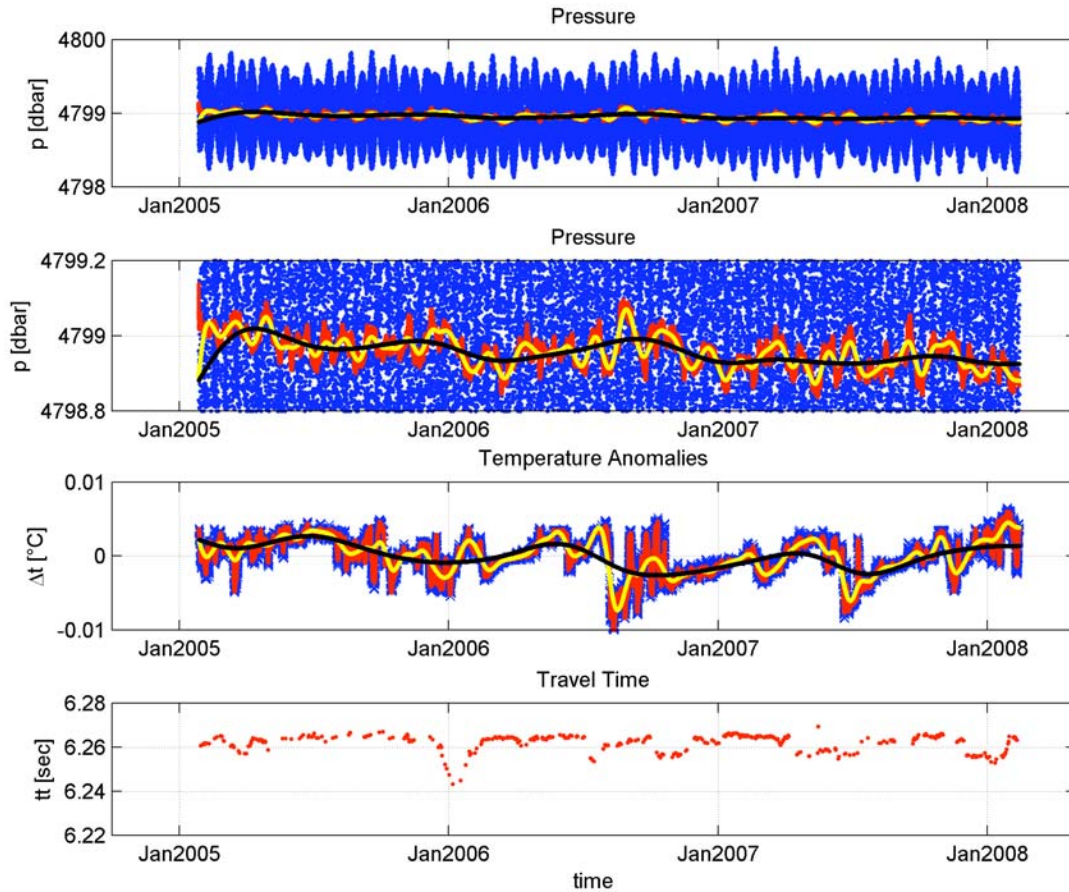 Pressure
4800
4799
4798
p [dbar]
Jan2005 Jan2006 Jan2007 Jan2008
Pressure
4799.2
4799
4798.8
p [dbar]
Jan2005 Jan2006 Jan2007 Jan2008
Temperature Anomalies
0.01
0
-0.01
Δt [°C]
Jan2005 Jan2006 Jan2007 Jan2008
Travel Time
6.28
6.26
6.24
6.22
tt [sec]
Jan2005 Jan2006 Jan2007 Jan2008
time